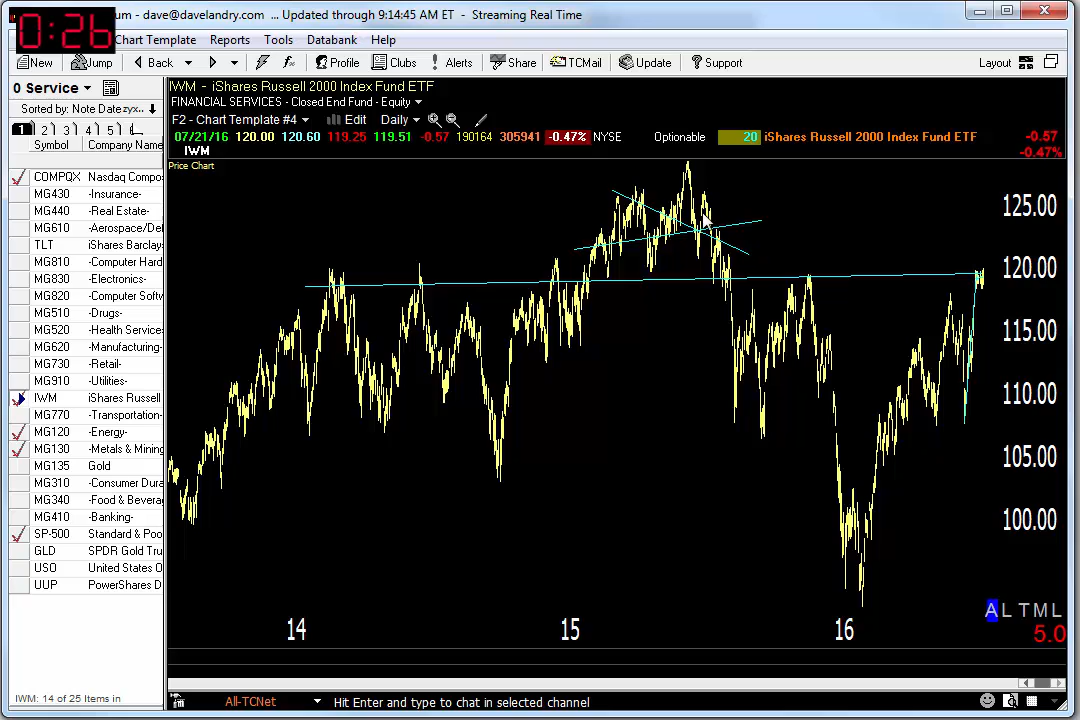 0:26
um - dave@davelandry.com ... Updated through 9:14:45 AM ET - Streaming Real Time
Chart Template Reports Tools Databank Help
New Jump Back Profile Clubs Alerts Share TCMail Update Support Layout
0 Service
Sorted by: Note Date
1 2 3 4 5
Symbol Company Name
COMPQX Nasdaq Compo
MG430 -Insurance-
MG440 -Real Estate-
MG610 -Aerospace/De
TLT iShares Barclay
MG810 -Computer Hard
MG830 -Electronics-
MG820 -Computer Softw
MG510 -Drugs-
MG520 -Health Service
MG620 -Manufacturing-
MG730 -Retail-
MG910 -Utilities-
IWM iShares Russell
MG770 -Transportation-
MG120 -Energy-
MG130 -Metals & Mining
MG135 Gold
MG310 -Consumer Dura
MG340 -Food & Bevera
MG410 -Banking-
SP-500 Standard & Poo
GLD SPDR Gold Tru
USO United States O
UUP PowerShares D
IWM: 14 of 25 Items in
IWM - iShares Russell 2000 Index Fund ETF
FINANCIAL SERVICES - Closed End Fund - Equity
F2 - Chart Template #4 Edit Daily
07/21/16 120.00 120.60 119.25 119.51 -0.57 190164 305941 -0.47% NYSE Optionable 20 iShares Russell 2000 Index Fund ETF -0.57
-0.47%
IWM
Price Chart
125.00
120.00
115.00
110.00
105.00
100.00
A L T M L
5.0
14 15 16
All-TCNet Hit Enter and type to chat in selected channel